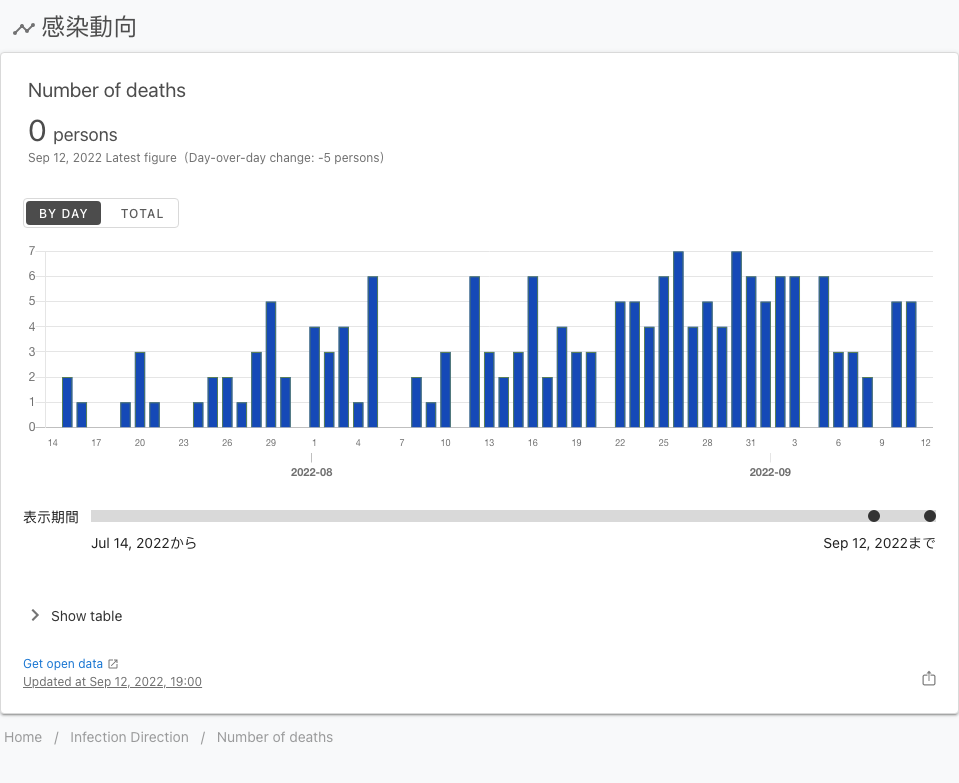 感染動向
Number of deaths
0 persons
Sep 12, 2022 Latest figure (Day-over-day change: -5 persons)
BY DAY TOTAL
7
6
5
4
3
2
1
0
14 17 20 23 26 29 1 4 7 10 13 16 19 22 25 28 31 3 6 9 12
2022-08 2022-09
表示期間
Jul 14, 2022から Sep 12, 2022まで
Show table
Get open data
Updated at Sep 12, 2022, 19:00
Home / Infection Direction / Number of deaths